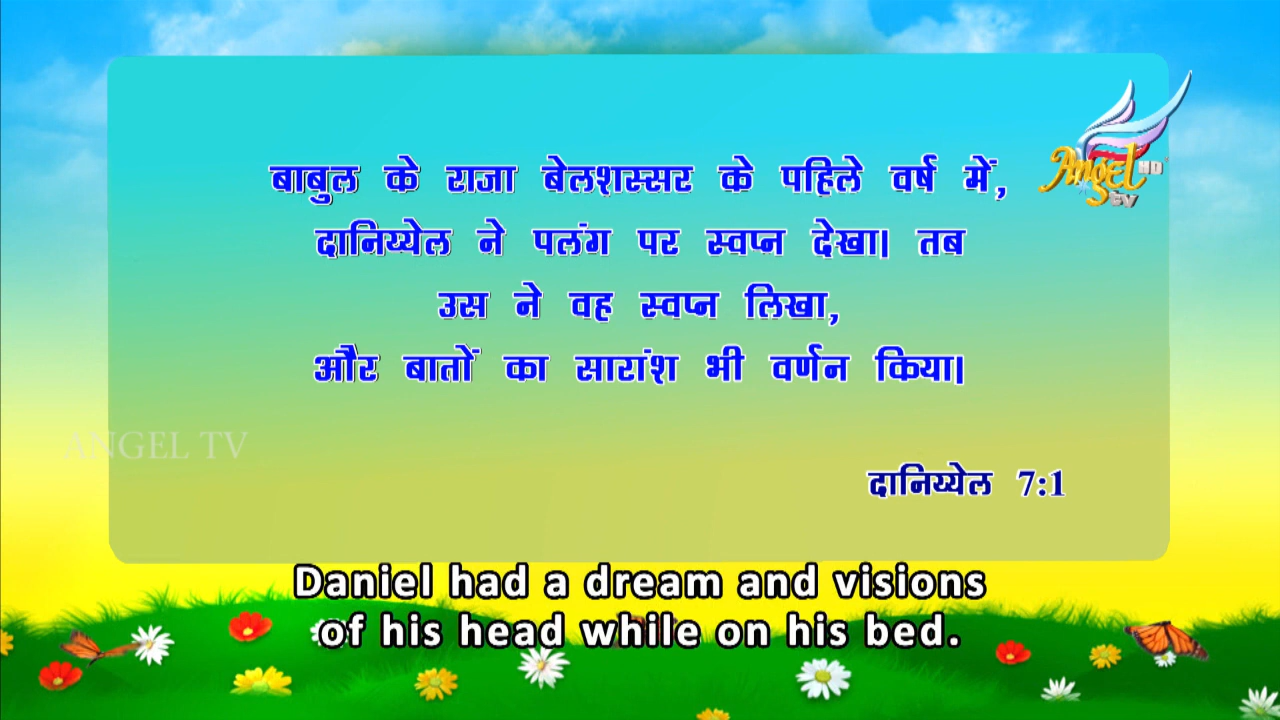 बाबुल के राजा बेलशस्सर के पहिले वर्ष में,
दानिय्येल ने पलंग पर स्वप्न देखा। तब
उस ने वह स्वप्न लिखा,
और बातों का सारांश भी वर्णन किया।
दानिय्येल 7:1
Angel HD
tv
ANGEL TV
Daniel had a dream and visions
of his head while on his bed.